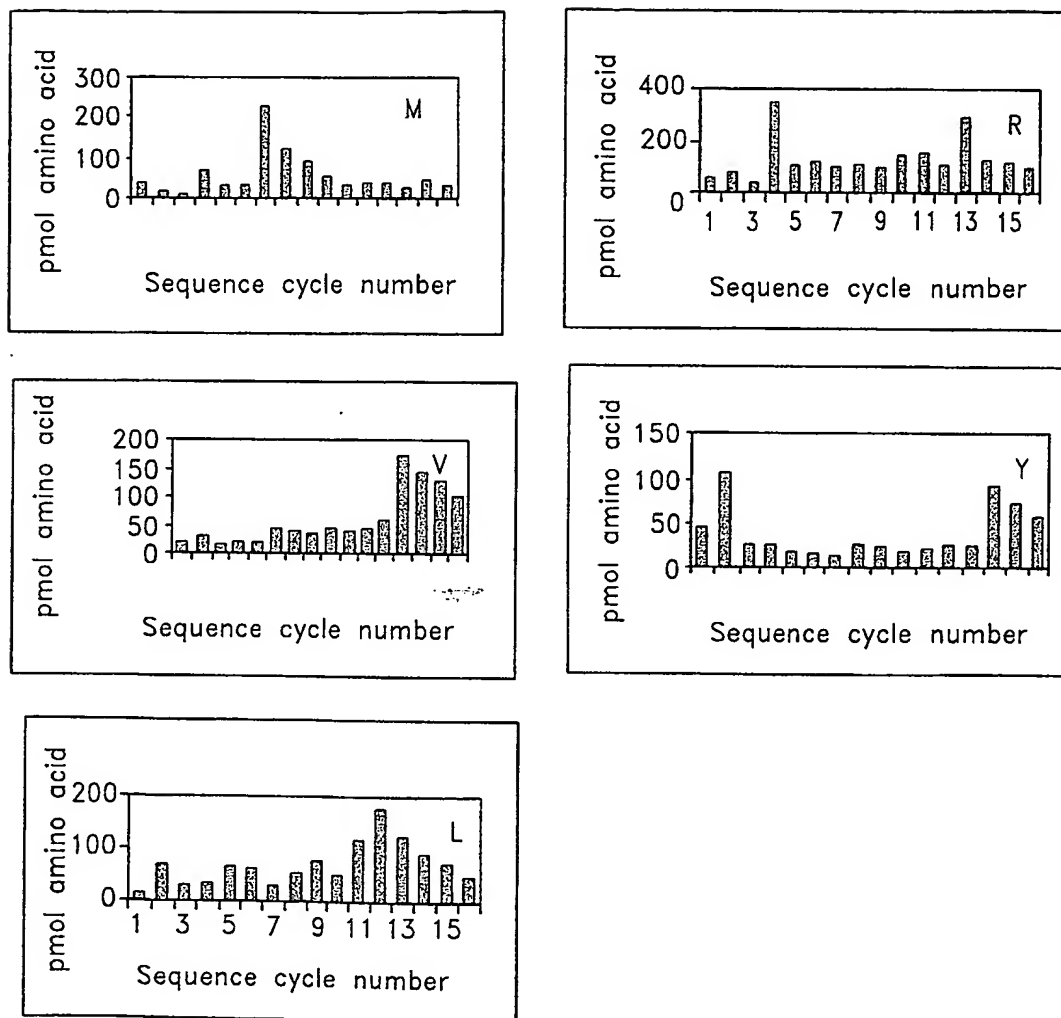 pmol amino acid
300
200
100
0
M
Sequence cycle number
pmol amino acid
400
200
0
R
1 3 5 7 9 11 13 15
Sequence cycle number
pmol amino acid
200
150
100
50
0
V
Sequence cycle number
pmol amino acid
150
100
50
0
Y
Sequence cycle number
pmol amino acid
200
100
0
L
1 3 5 7 9 11 13 15
Sequence cycle number